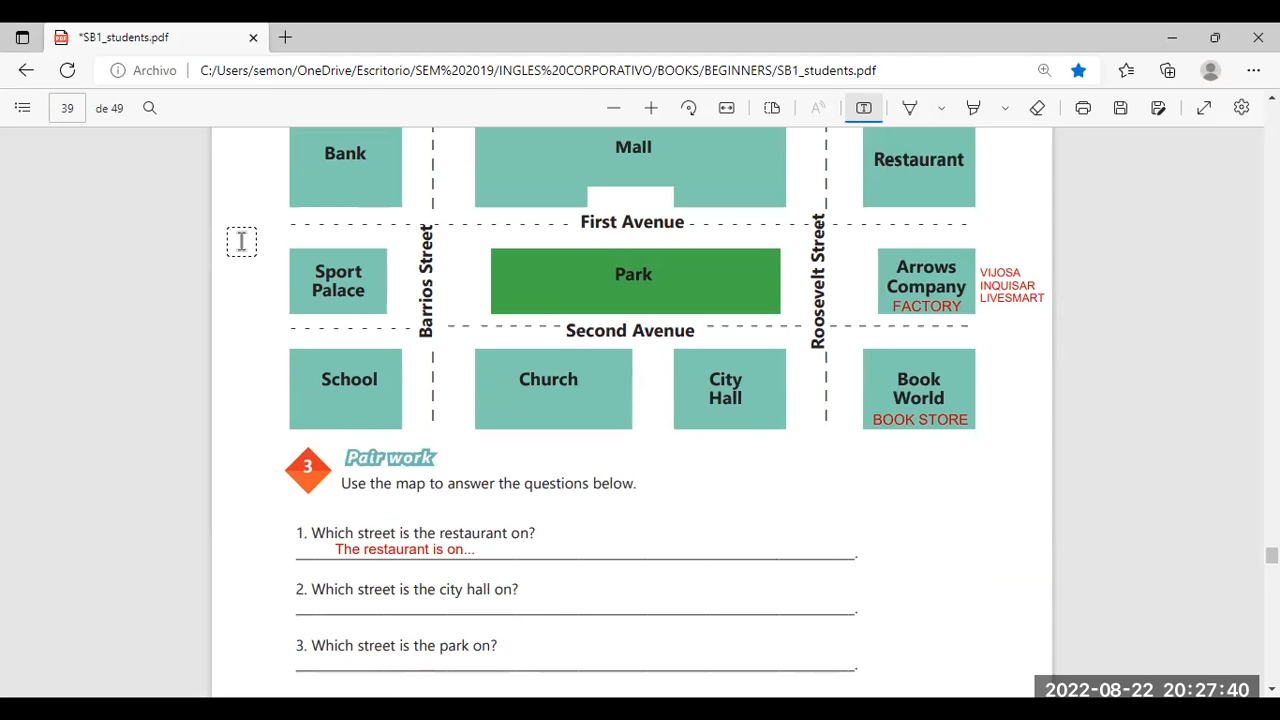 *SB1_students.pdf
Archivo
C:/Users/semon/OneDrive/Escritorio/SEM%202019/INGLES%20CORPORATIVO/BOOKS/BEGINNERS/SB1_students.pdf
39
de 49
Bank
Mall
Restaurant
First Avenue
Barrios Street
Roosevelt Street
Sport
Palace
Park
Arrows
Company
FACTORY
VIJOSA
INQUISAR
LIVESMART
Second Avenue
School
Church
City
Hall
Book
World
BOOK STORE
3
Pair work
Use the map to answer the questions below.
1. Which street is the restaurant on?
The restaurant is on...
2. Which street is the city hall on?
3. Which street is the park on?
2022-08-22 20:27:40